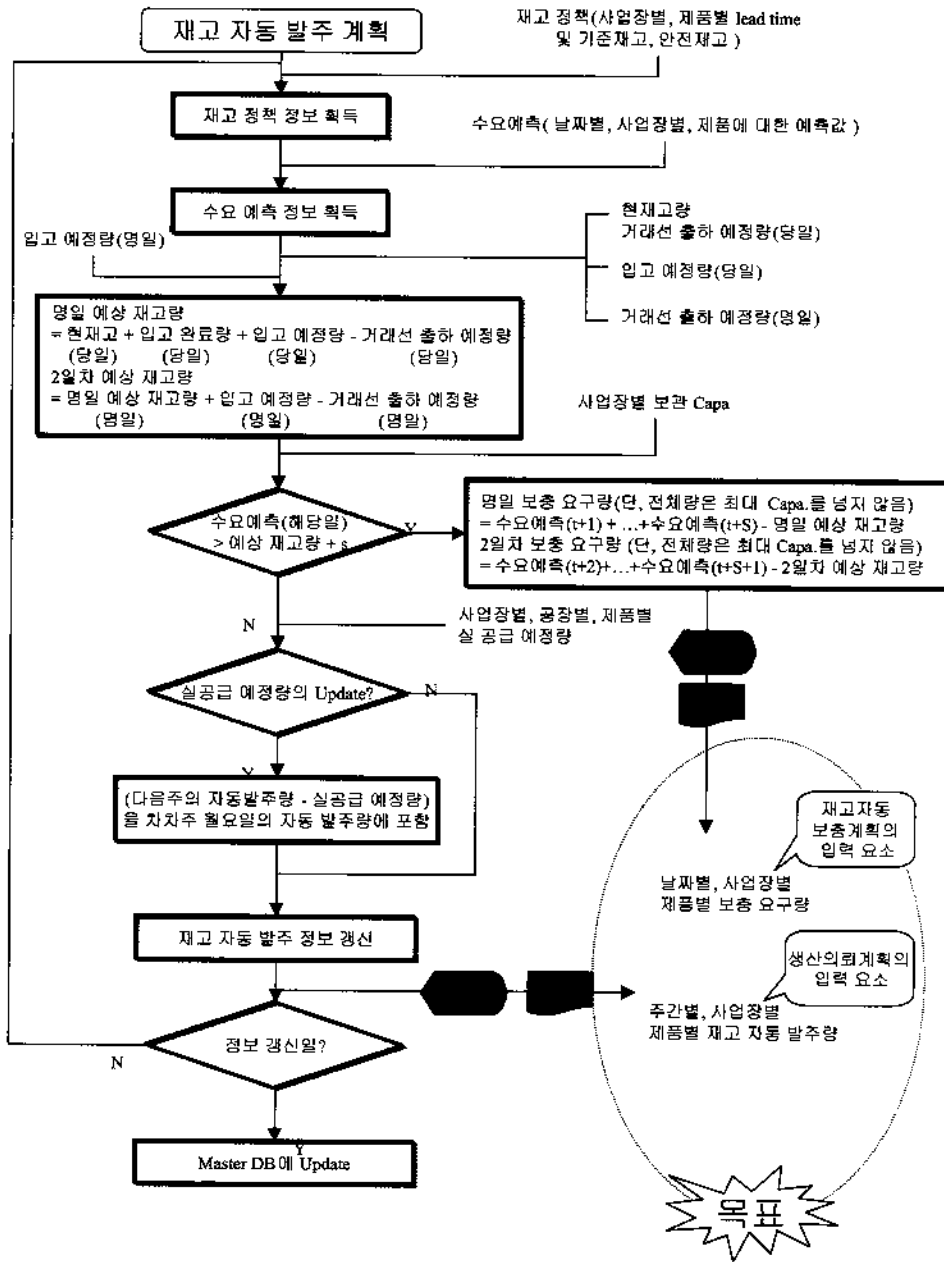 재고 자동 발주 계획
재고 정책(사업장별, 제품별 lead time
및 기준재고, 안전재고 )
재고 정책 정보 획득
수요예측( 날짜별, 사업장별, 제품에 대한 예측값 )
수요 예측 정보 획득
입고 예정량(명일)
현재고량
거래선 출하 예정량(당일)
입고 예정량(당일)
거래선 출하 예정량(명일)
명일 예상 재고량
= 현재고 + 입고 완료량 + 입고 예정량 - 거래선 출하 예정량
(당일) (당일) (당일) (당일)
2일차 예상 재고량
= 명일 예상 재고량 + 입고 예정량 - 거래선 출하 예정량
(명일) (명일) (명일)
사업장별 보관 Capa
수요예측(해당일)
> 예상 재고량 + s
Y
명일 보충 요구량(단, 전체량은 최대 Capa.를 넘지 않음)
= 수요예측(t+1) + ...+수요예측(t+S) - 명일 예상 재고량
2일차 보충 요구량 (단, 전체량은 최대 Capa.를 넘지 않음)
= 수요예측(t+2)+...+수요예측(t+S+1) - 2일차 예상 재고량
N
사업장별, 공장별, 제품별
실 공급 예정량
실공급 예정량의 Update?
N
Y
(다음주의 자동발주량 - 실공급 예정량)
을 차차주 월요일의 자동 발주량에 포함
재고자동
보충계획의
입력 요소
날짜별, 사업장별
제품별 보충 요구량
재고 자동 발주 정보 갱신
생산의뢰계획의
입력 요소
주간별, 사업장별
제품별 재고 자동 발주량
정보 갱신일?
N
Y
Master DB에 Update
목표